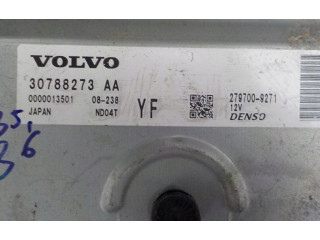 VOLVO
30788273 AA
0000013501 08-238
JAPAN ND04T
YF
279700-9271
12V
DENSO